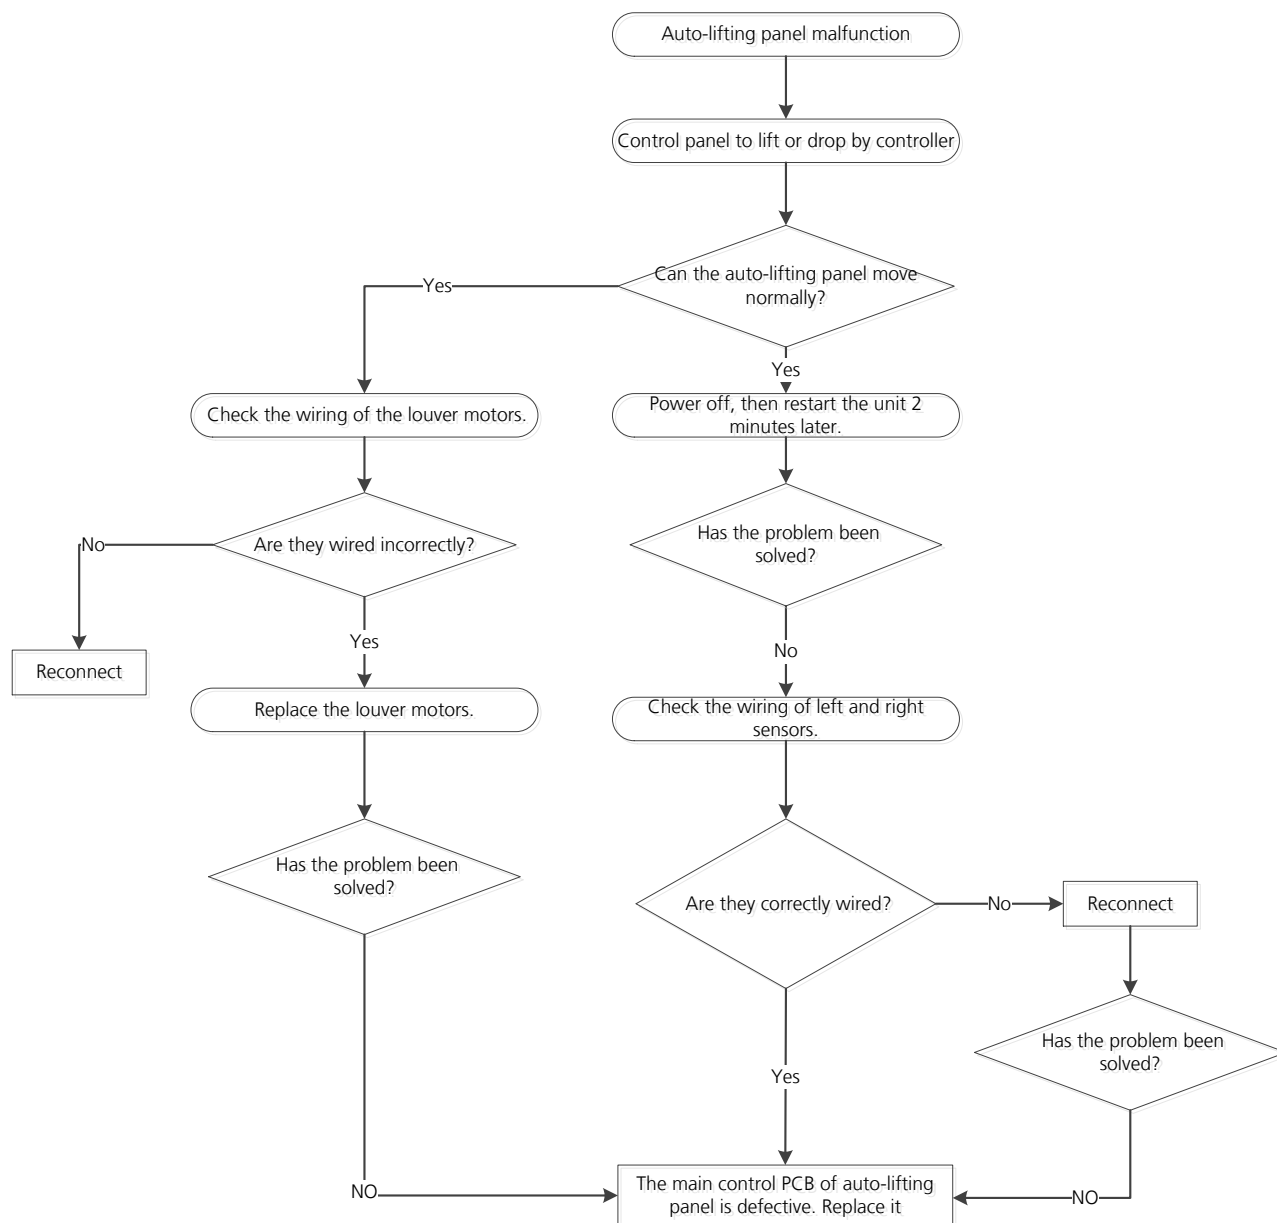 Auto-lifting panel malfunction
Control panel to lift or drop by controller
Can the auto-lifting panel move
normally?
Yes
Yes
Check the wiring of the louver motors.
Power off, then restart the unit 2
minutes later.
Are they wired incorrectly?
No
Has the problem been
solved?
Yes
No
Reconnect
Replace the louver motors.
Check the wiring of left and right
sensors.
Has the problem been
solved?
Are they correctly wired?
No
Reconnect
Has the problem been
solved?
Yes
NO
NO
The main control PCB of auto-lifting
panel is defective. Replace it